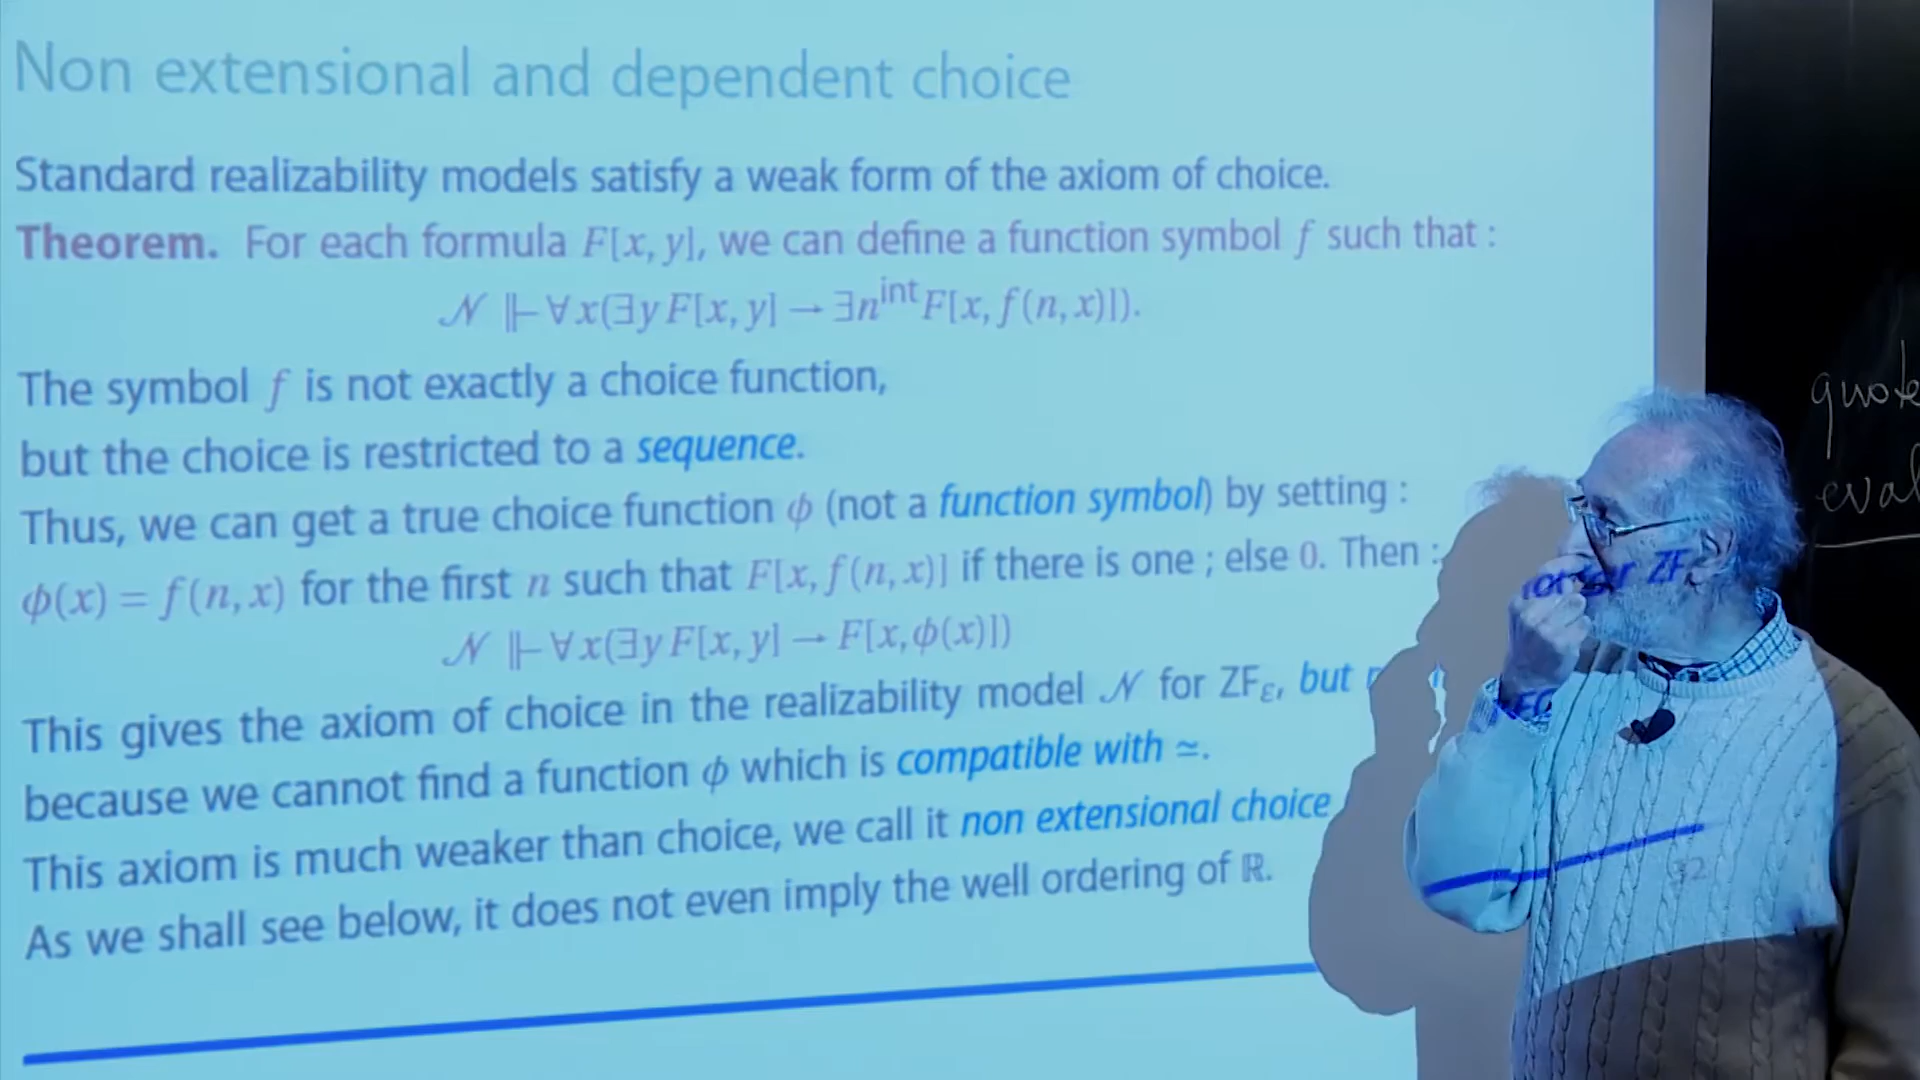 Non extensional and dependent choice
Standard realizability models satisfy a weak form of the axiom of choice.
Theorem. For each formula F[x, y], we can define a function symbol f such that :
𝒩 ⊩ ∀x(∃y F[x, y] → ∃n^int F[x, f(n, x)]).
The symbol f is not exactly a choice function,
but the choice is restricted to a sequence.
Thus, we can get a true choice function ϕ (not a function symbol) by setting :
ϕ(x) = f(n, x) for the first n such that F[x, f(n, x)] if there is one ; else 0. Then :
𝒩 ⊩ ∀x(∃y F[x, y] → F[x, ϕ(x)])
This gives the axiom of choice in the realizability model 𝒩 for ZFε, but for ZF,
because we cannot find a function ϕ which is compatible with ≃.
This axiom is much weaker than choice, we call it non extensional choice
As we shall see below, it does not even imply the well ordering of ℝ.
32
quote
eval